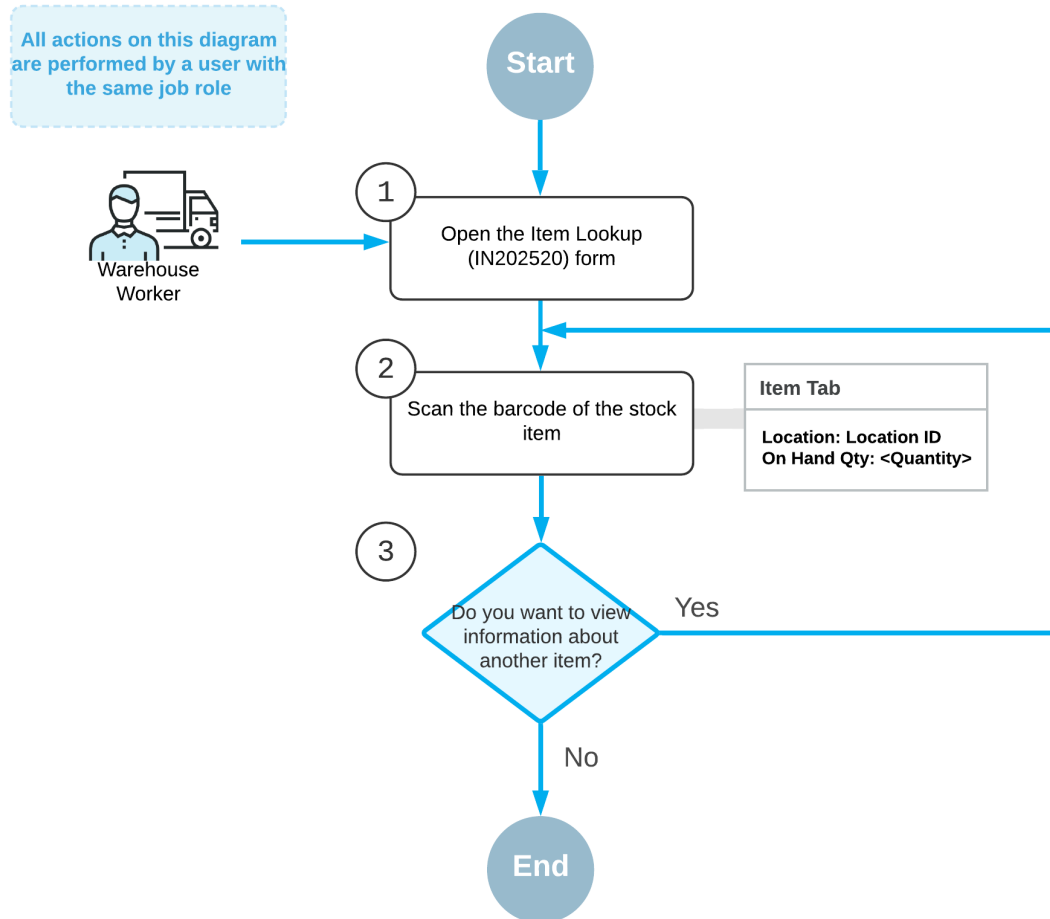 All actions on this diagram
are performed by a user with
the same job role
Start
1
Open the Item Lookup
(IN202520) form
Warehouse
Worker
2
Scan the barcode of the stock
item
Item Tab
Location: Location ID
On Hand Qty: <Quantity>
3
Do you want to view
information about
another item?
Yes
No
End